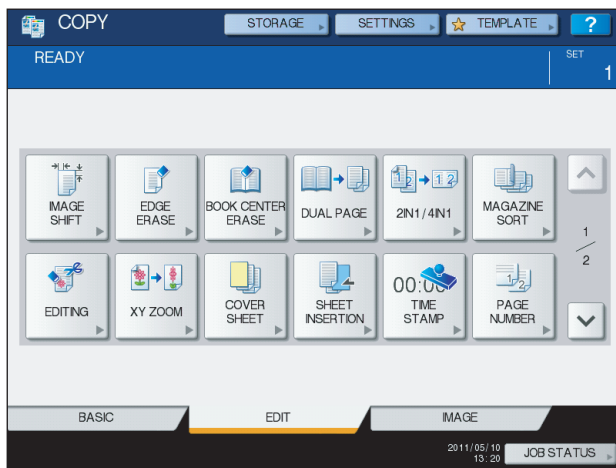 COPY
STORAGE
SETTINGS
TEMPLATE
?
READY
SET
1
IMAGE
SHIFT
EDGE
ERASE
BOOK CENTER
ERASE
DUAL PAGE
2IN1/4IN1
MAGAZINE
SORT
1
2
EDITING
XY ZOOM
COVER
SHEET
SHEET
INSERTION
00:00
TIME
STAMP
PAGE
NUMBER
BASIC
EDIT
IMAGE
2011/05/10
13:20
JOB STATUS